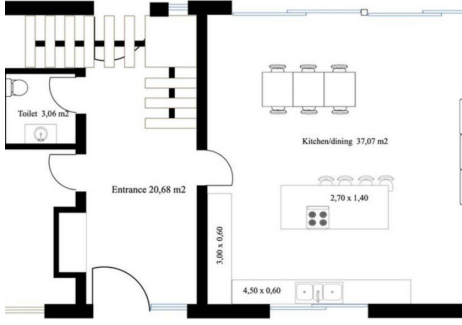 Toilet 3,06 m2
Kitchen/dining 37,07 m2
Entrance 20,68 m2
2,70 x 1,40
3,00 x 0,60
4,50 x 0,60